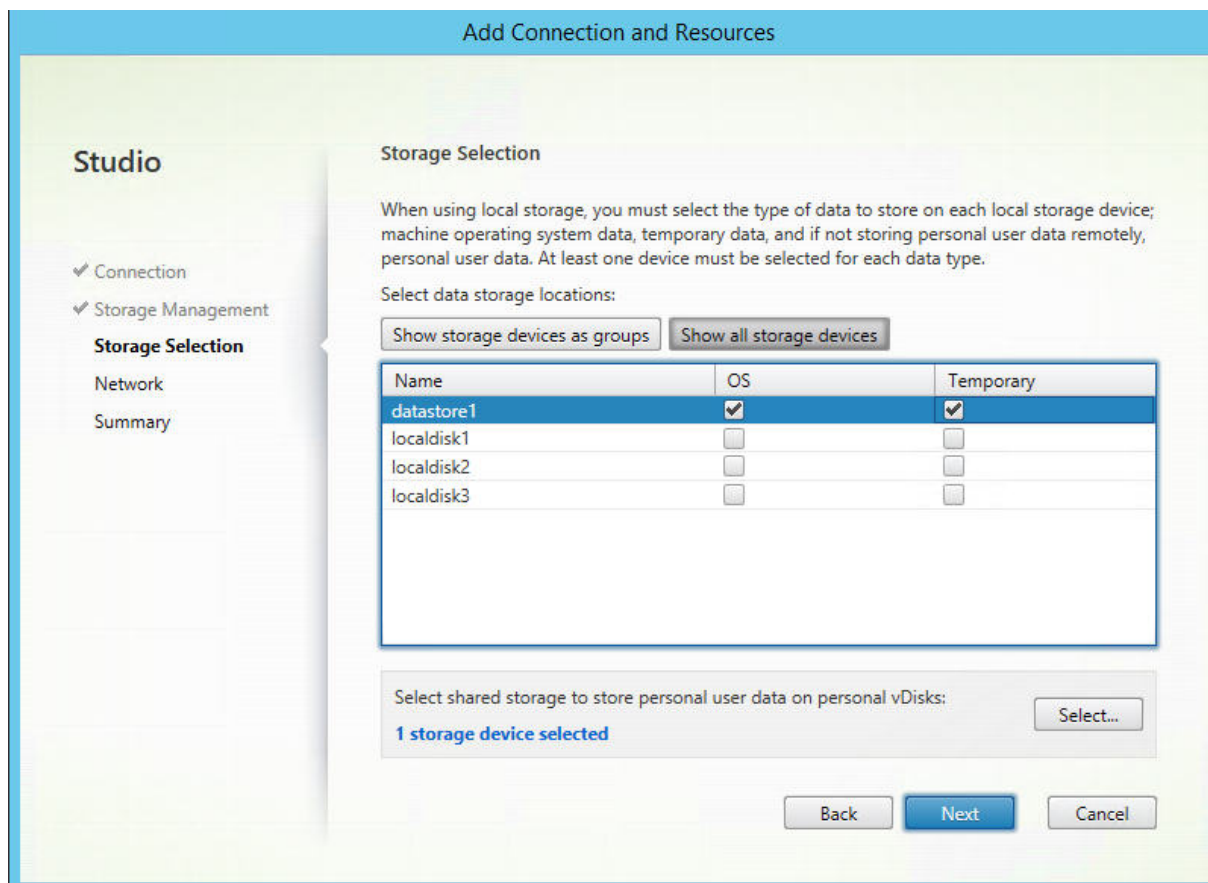 Add Connection and Resources
Studio
Connection
Storage Management
Storage Selection
Network
Summary
Storage Selection
When using local storage, you must select the type of data to store on each local storage device;
machine operating system data, temporary data, and if not storing personal user data remotely,
personal user data. At least one device must be selected for each data type.
Select data storage locations:
Show storage devices as groups
Show all storage devices
Name OS Temporary
datastore1
localdisk1
localdisk2
localdisk3
Select shared storage to store personal user data on personal vDisks:
1 storage device selected
Select...
Back Next Cancel